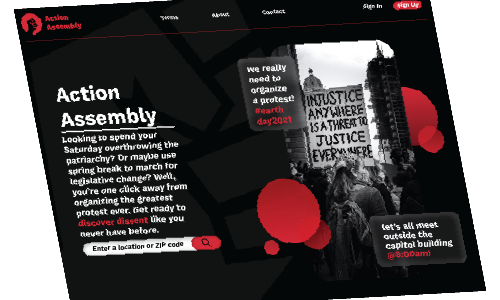 Action
Assembly
Terms
About
Contact
Sign In
Sign Up
Action
Assembly
Looking to spend your
Saturday overthrowing the
patriarchy? Or maybe use
spring break to march for
legislative change? Well,
you're one click away from
organizing the greatest
protest ever. Get ready to
discover dissent like you
never have before.
Enter a location or ZIP code
We really
need to
organize
a protest!
#earth
day2021
INJUSTICE
ANYWHERE
IS A THREAT TO
JUSTICE
EVERYWHERE
let's all meet
outside the
capitol building
@8:00am!